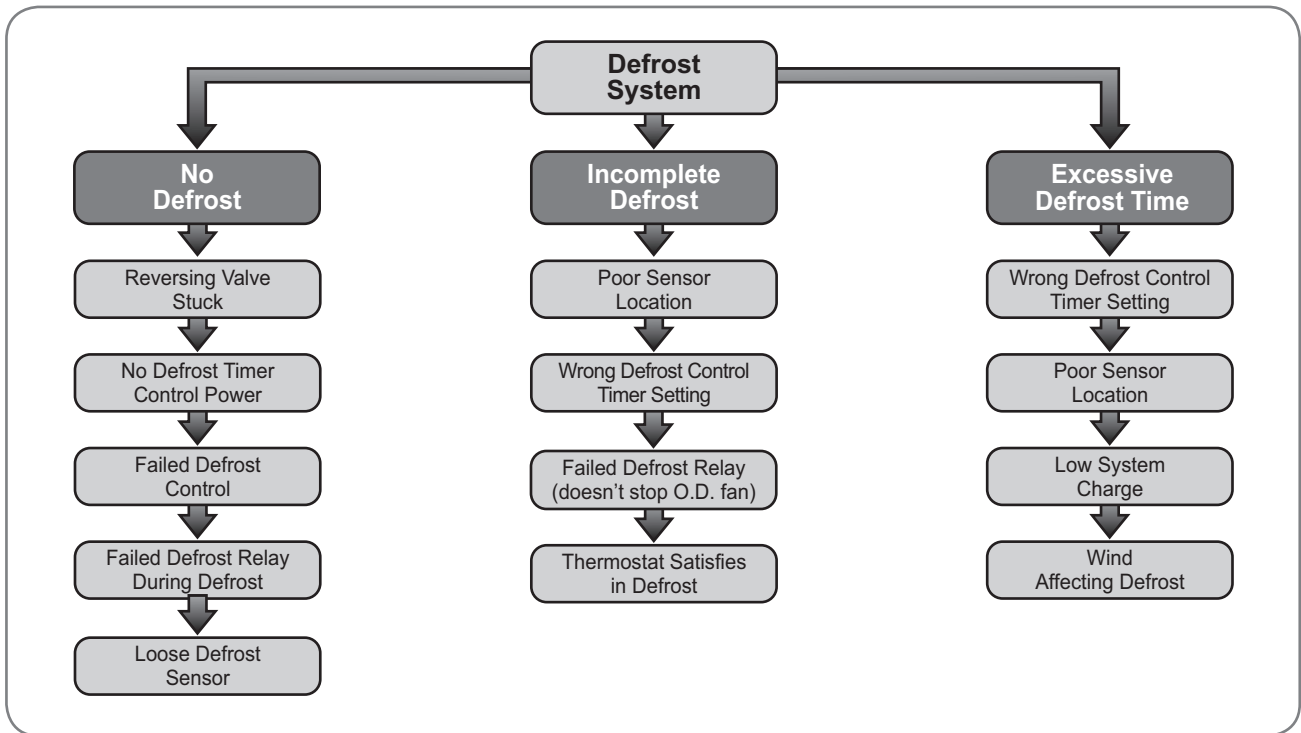 Defrost
System
No
Defrost
Reversing Valve
Stuck
No Defrost Timer
Control Power
Failed Defrost
Control
Failed Defrost Relay
During Defrost
Loose Defrost
Sensor
Incomplete
Defrost
Poor Sensor
Location
Wrong Defrost Control
Timer Setting
Failed Defrost Relay
(doesn't stop O.D. fan)
Thermostat Satisfies
in Defrost
Excessive
Defrost Time
Wrong Defrost Control
Timer Setting
Poor Sensor
Location
Low System
Charge
Wind
Affecting Defrost